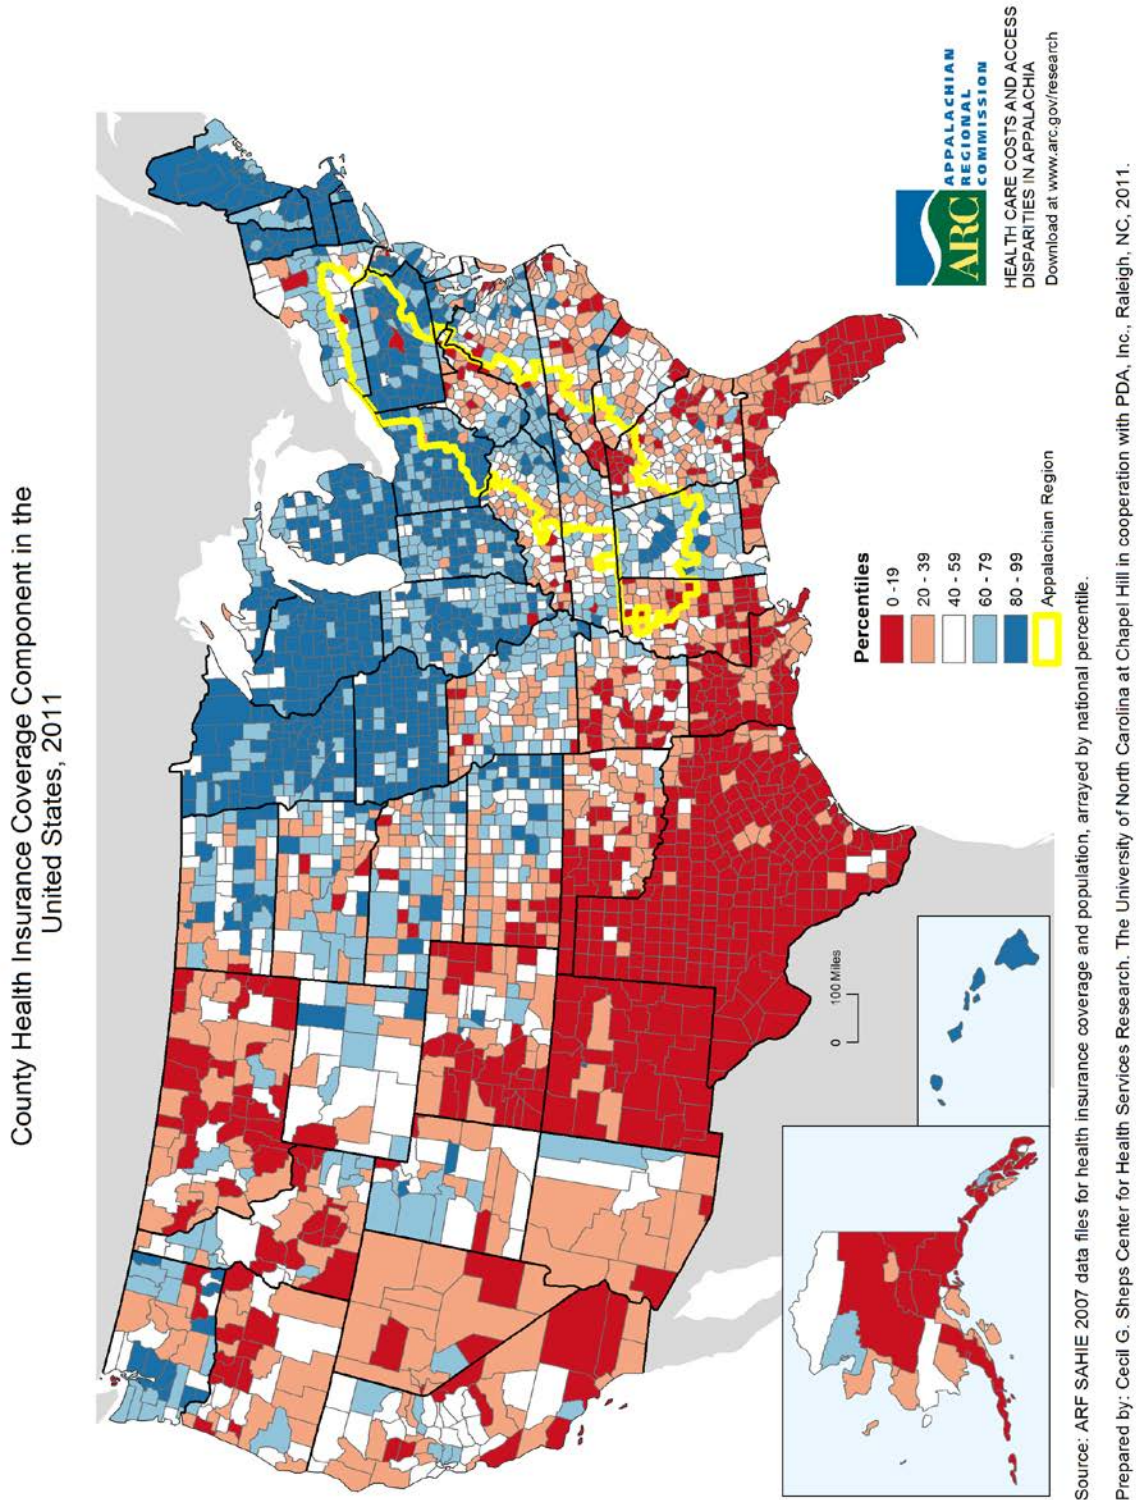 County Health Insurance Coverage Component in the
United States, 2011
0 100 Miles
Percentiles
0 - 19
20 - 39
40 - 59
60 - 79
80 - 99
Appalachian Region
ARC
APPALACHIAN
REGIONAL
COMMISSION
HEALTH CARE COSTS AND ACCESS
DISPARITIES IN APPALACHIA
Download at www.arc.gov/research
Source: ARF SAHIE 2007 data files for health insurance coverage and population, arrayed by national percentile.
Prepared by: Cecil G. Sheps Center for Health Services Research. The University of North Carolina at Chapel Hill in cooperation with PDA, Inc., Raleigh, NC, 2011.